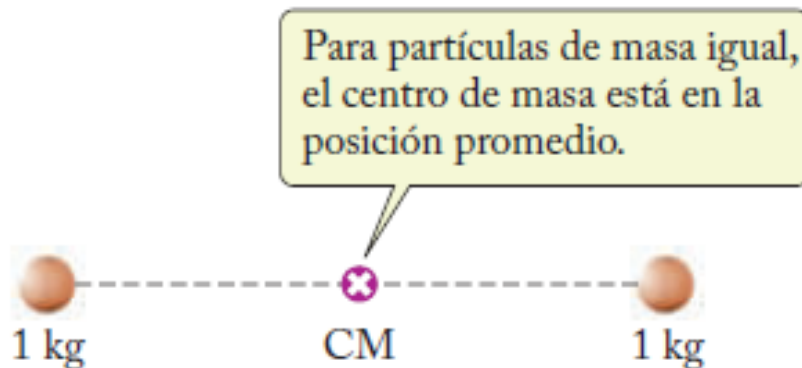 Para partículas de masa igual,
el centro de masa está en la
posición promedio.
1 kg CM 1 kg